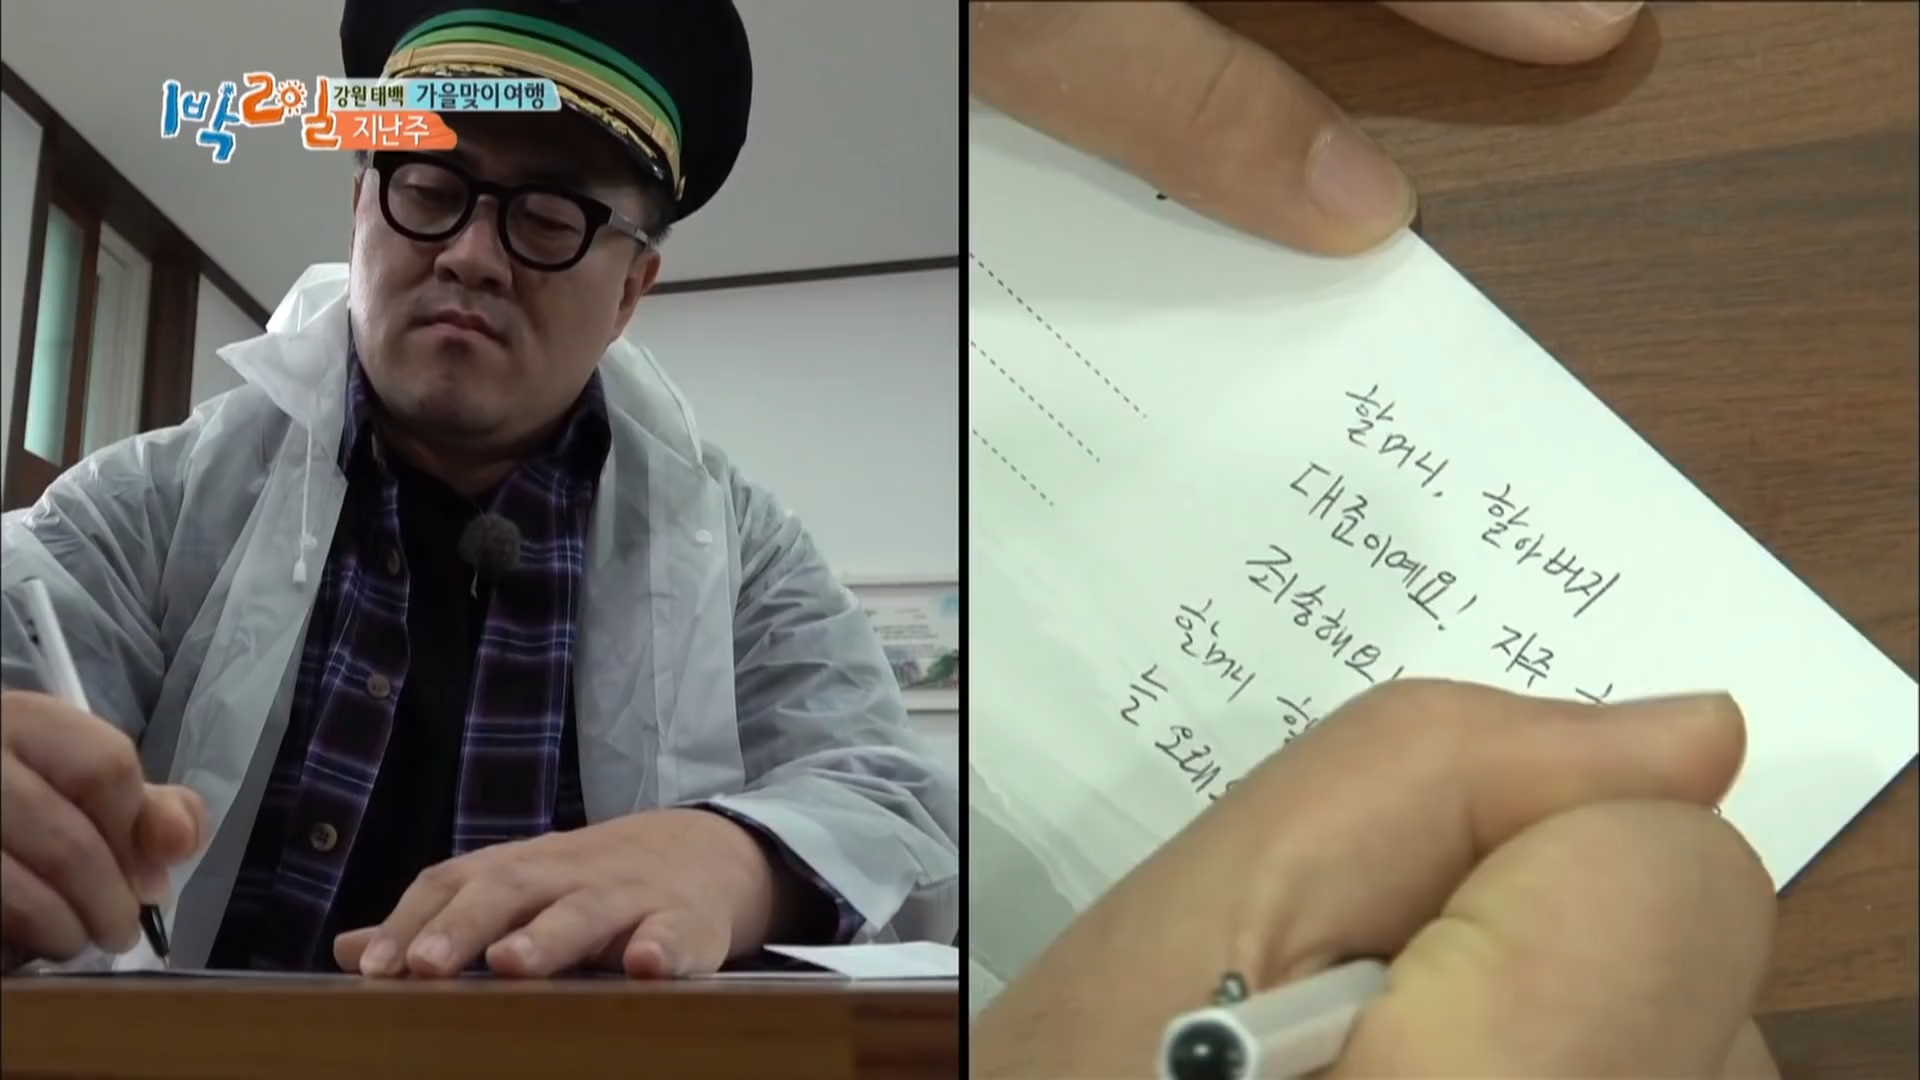 1박2일 강원 태백 가을맞이 여행
지난주
할머니, 할아버지
대준이예요! 자주
죄송해요!
할머니
늘 오래오